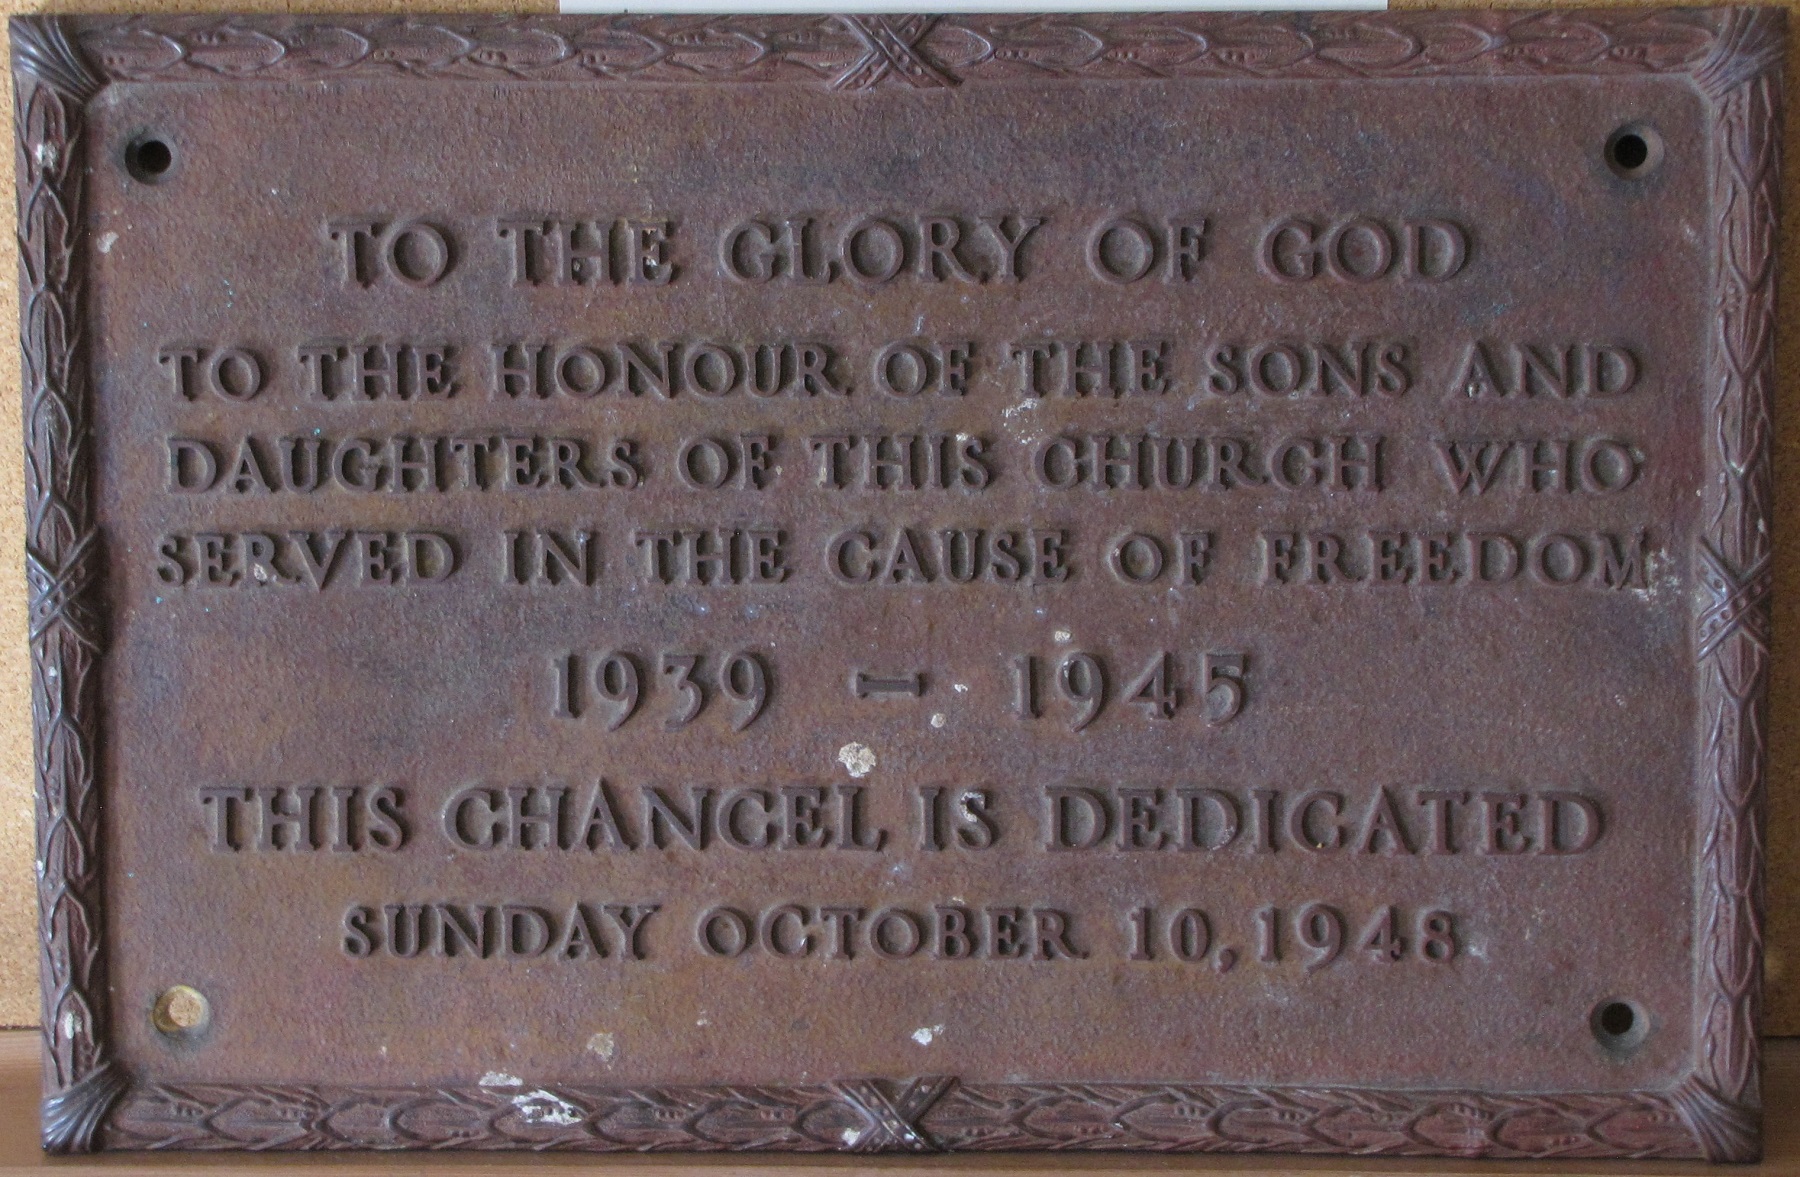 TO THE GLORY OF GOD
TO THE HONOUR OF THE SONS AND
DAUGHTERS OF THIS CHURCH WHO
SERVED IN THE CAUSE OF FREEDOM
1939 – 1945
THIS CHANCEL IS DEDICATED
SUNDAY OCTOBER 10, 1948